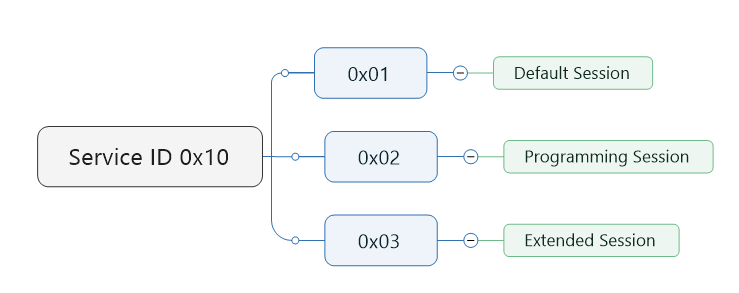 Service ID 0x10
0x01
Default Session
0x02
Programming Session
0x03
Extended Session